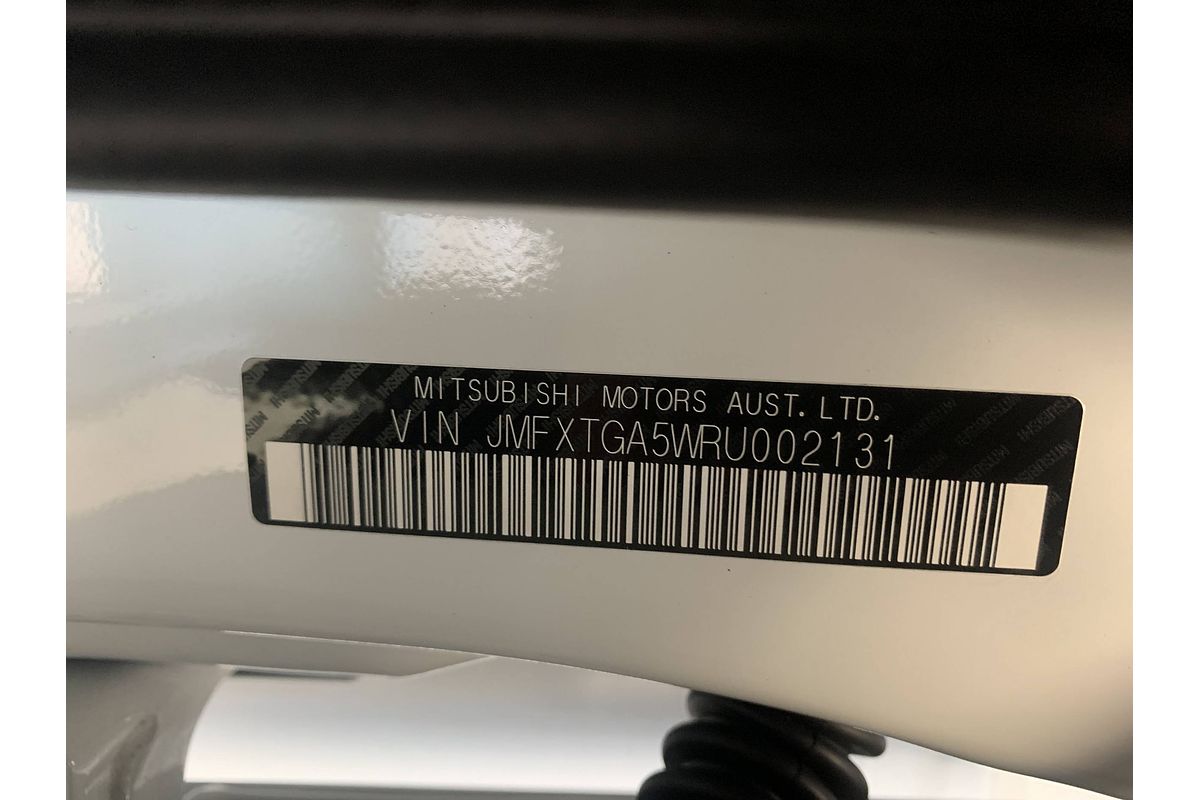 MITSUBISHI MOTORS AUST. LTD.
VIN JMFXTGA5WRU002131